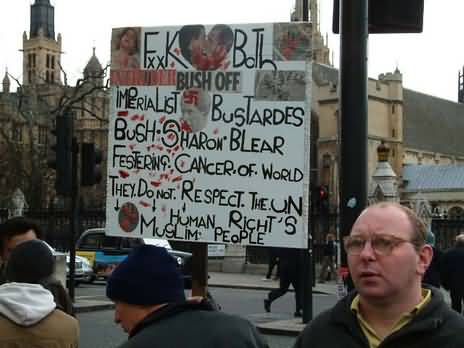 FxxK BOTH
BUSH OFF
IMPERIALIST BUSTARDES
BUSH·SHARON·BLEAR
FESTERING CANCER·OF·WORLD
THEY·DO·NOT·RESPECT·THE·UN
HUMAN RIGHT'S
MUSLIM· PEOPLE